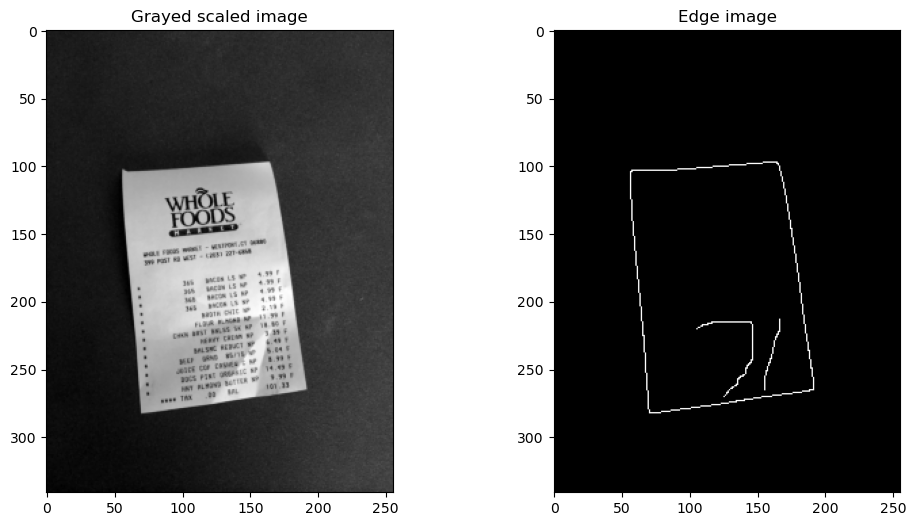 Grayed scaled image
Edge image
0
50
100
150
200
250
300
0 50 100 150 200 250
0
50
100
150
200
250
300
0 50 100 150 200 250
WHOLE
FOODS
MARKET
WHOLE FOODS MARKET - WESTPORT,CT 06880
399 POST RD WEST - (203) 227-6858
365 BACON LS NP 4.99 F
365 BACON LS NP 4.99 F
365 BACON LS NP 4.99 F
365 BACON LS NP 4.99 F
BROTH CHIC NP 2.19 F
FLOUR ALMOND NP 11.99 F
CHKN BRST BNLSS SK NP 18.80 F
HEAVY CREAM NP 3.39 F
BALSMC REDUCT NP 6.49 F
BEEF GRND 85/15 NP 5.04 F
JUICE COF CASHEW C NP 8.99 F
DOCS PINT ORGANIC NP 14.49 F
HNY ALMOND BUTTER NP 9.99 F
**** TAX .00 BAL 101.33